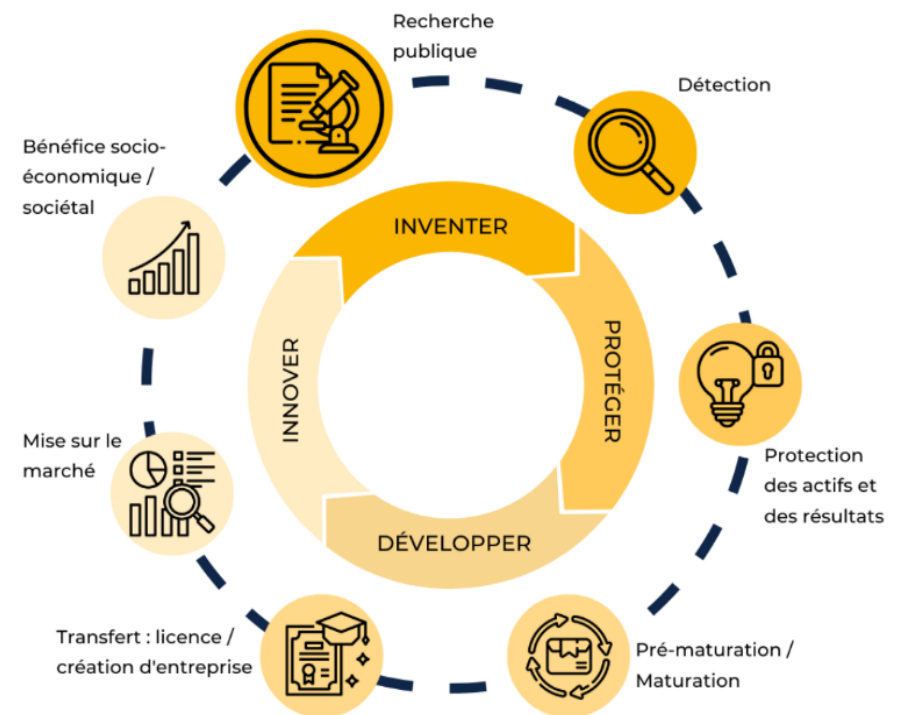 Recherche
publique
Détection
Bénéfice socio-
économique /
sociétal
INVENTER
PROTÉGER
INNOVER
Mise sur le
marché
Protection
des actifs et
des résultats
DÉVELOPPER
Transfert : licence /
création d'entreprise
Pré-maturation /
Maturation